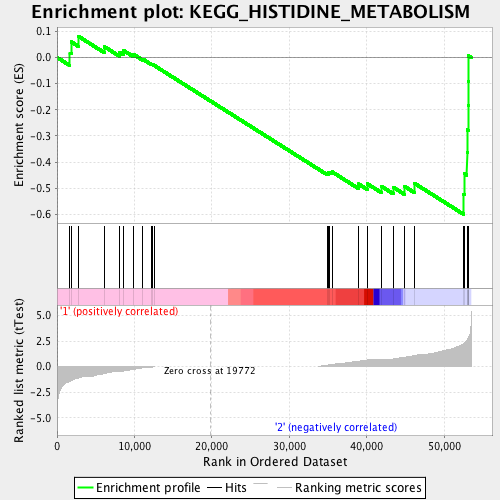 Enrichment plot: KEGG_HISTIDINE_METABOLISM
Enrichment score (ES)
0.1
0.0
-0.1
-0.2
-0.3
-0.4
-0.5
-0.6
'1' (positively correlated)
Ranked list metric (tTest)
5.0
2.5
0.0
-2.5
-5.0
Zero cross at 19772
'2' (negatively correlated)
0
10,000
20,000
30,000
40,000
50,000
Rank in Ordered Dataset
Enrichment profile
Hits
Ranking metric scores